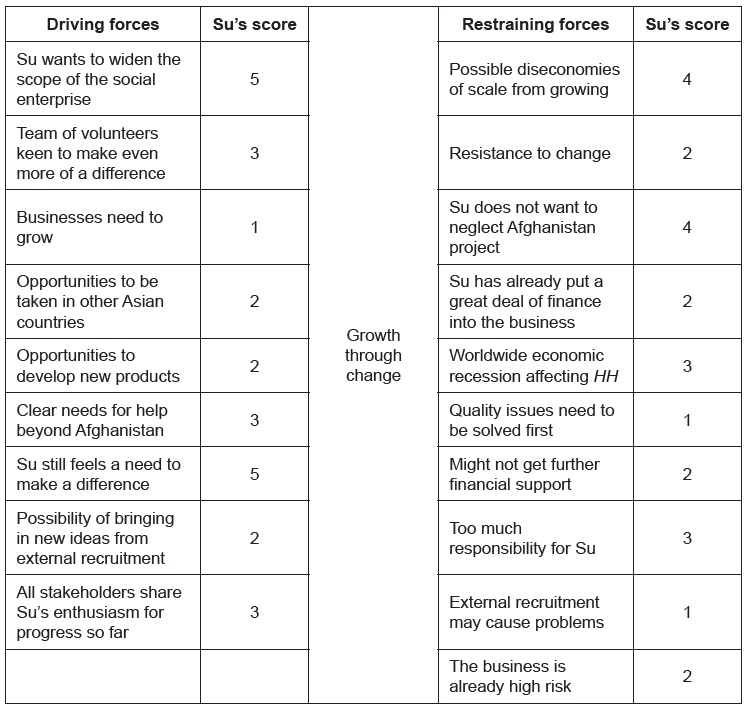 Driving forces Su's score Restraining forces Su's score
Su wants to widen the
scope of the social
enterprise
5
Possible diseconomies
of scale from growing
4
Team of volunteers
keen to make even
more of a difference
3
Resistance to change
2
Businesses need to
grow
1
Su does not want to
neglect Afghanistan
project
4
Opportunities to be
taken in other Asian
countries
2
Growth
through
change
Su has already put a
great deal of finance
into the business
2
Opportunities to
develop new products
2
Worldwide economic
recession affecting HH
3
Clear needs for help
beyond Afghanistan
3
Quality issues need to
be solved first
1
Su still feels a need to
make a difference
5
Might not get further
financial support
2
Possibility of bringing
in new ideas from
external recruitment
2
Too much
responsibility for Su
3
All stakeholders share
Su's enthusiasm for
progress so far
3
External recruitment
may cause problems
1
The business is
already high risk
2